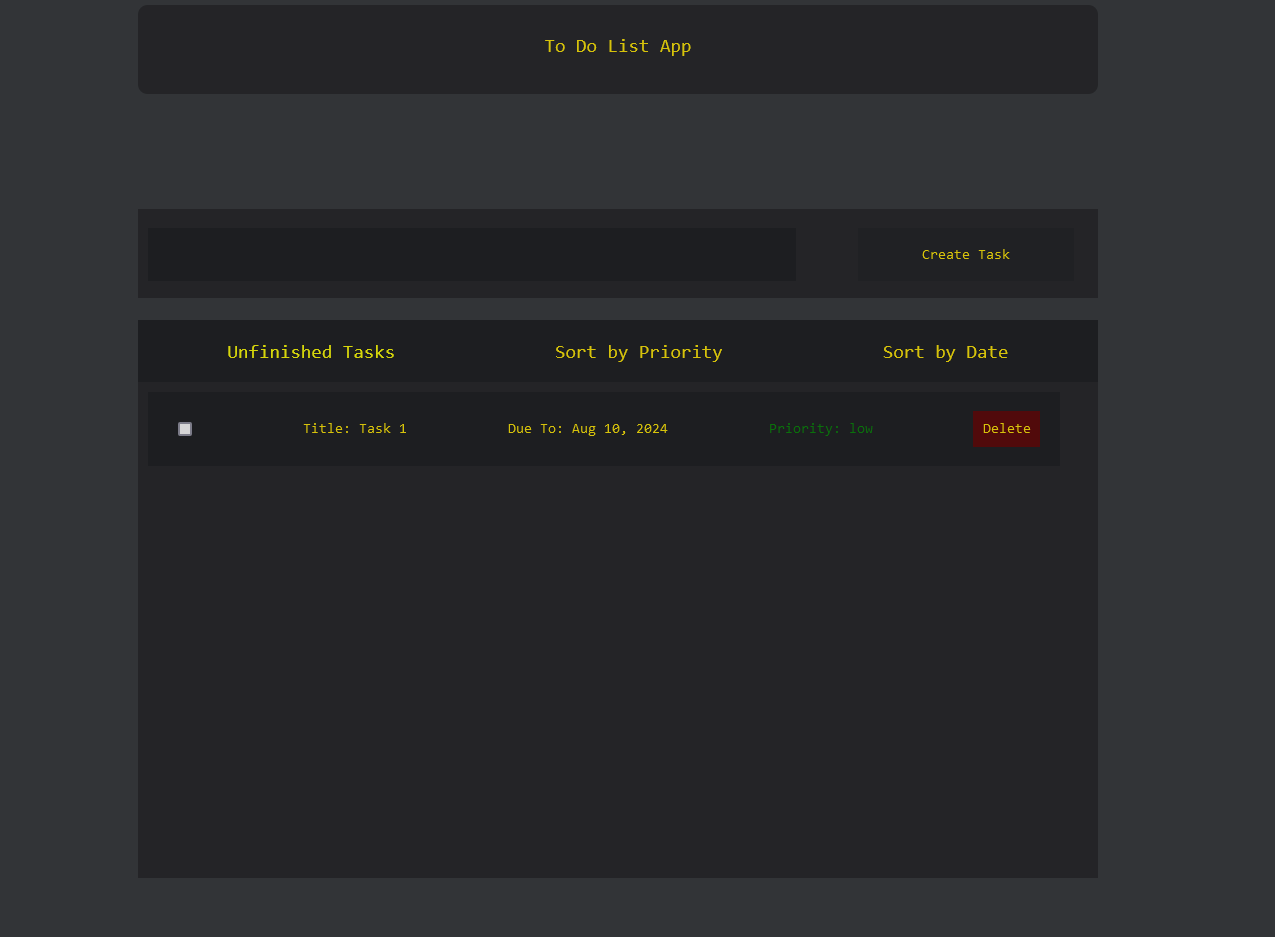 To Do List App
Create Task
Unfinished Tasks Sort by Priority Sort by Date
Title: Task 1 Due To: Aug 10, 2024 Priority: low Delete